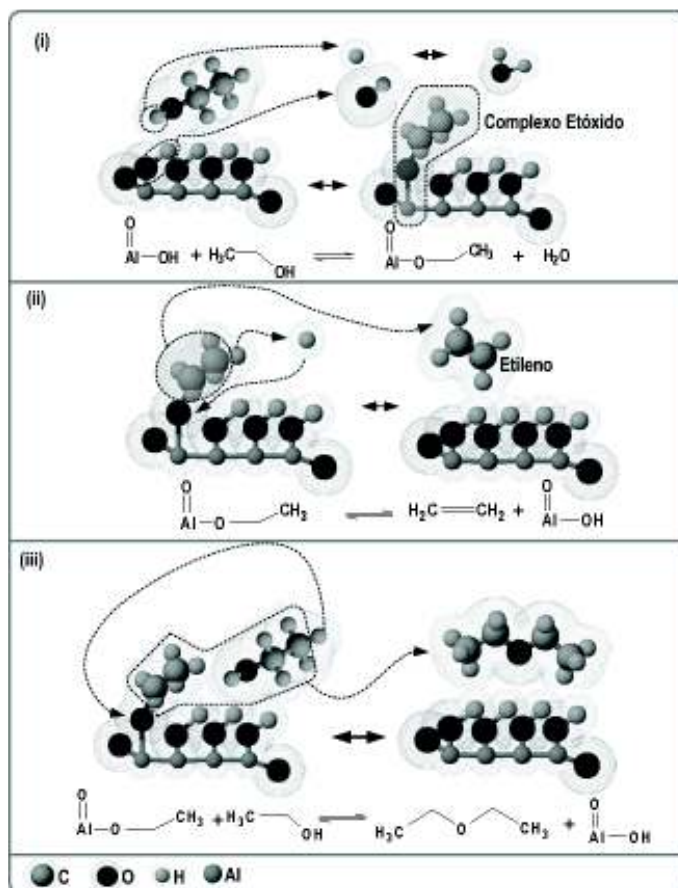 (i)
Complexo Etóxido
O
Al—OH + H₃C OH ⇌ O Al—O CH₃ + H₂O
(ii)
Etileno
O
Al—O CH₃ ⇌ H₂C=CH₂ + O Al—OH
(iii)
O
Al—O CH₃ + H₃C OH ⇌ H₃C O CH₃ + O Al—OH
C O H Al